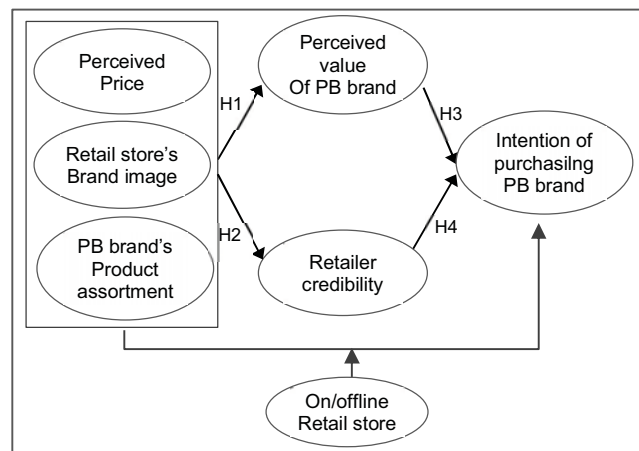 Perceived
Price
Retail store's
Brand image
PB brand's
Product
assortment
H1
H2
Perceived
value
Of PB brand
Retailer
credibility
H3
H4
Intention of
purchasilng
PB brand
On/offline
Retail store